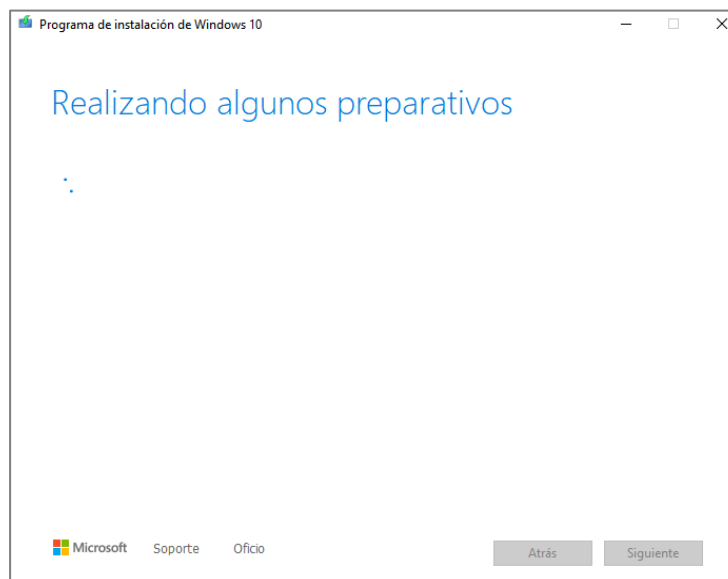 Programa de instalación de Windows 10
Realizando algunos preparativos
Microsoft Soporte Oficio Atrás Siguiente